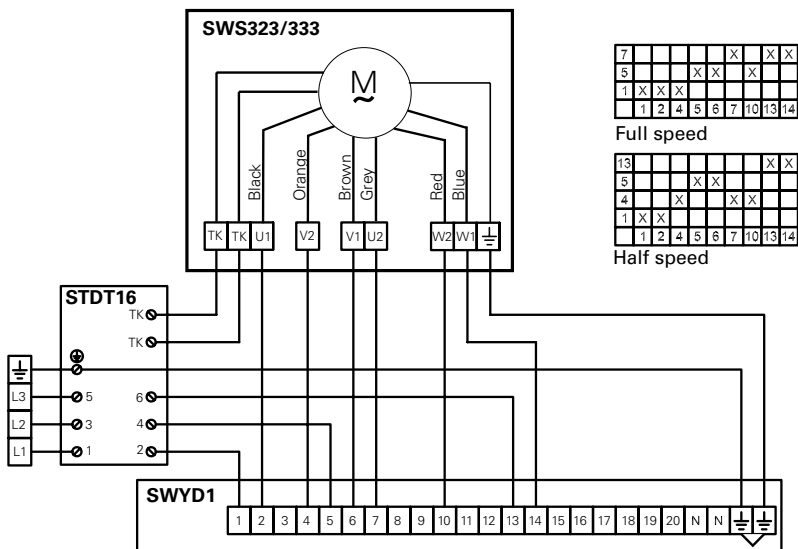 SWS323/333
M
~
Black
Orange
Brown
Grey
Red
Blue
TK TK U1 V2 V1 U2 W2 W1
7 X X X
5 X X X
1 X X X
1 2 4 5 6 7 10 13 14
Full speed
13 X X
5 X X
4 X X X
1 X X
1 2 4 5 6 7 10 13 14
Half speed
STDT16
TK
TK
L3 5 6
L2 3 4
L1 1 2
SWYD1
1 2 3 4 5 6 7 8 9 10 11 12 13 14 15 16 17 18 19 20 N N